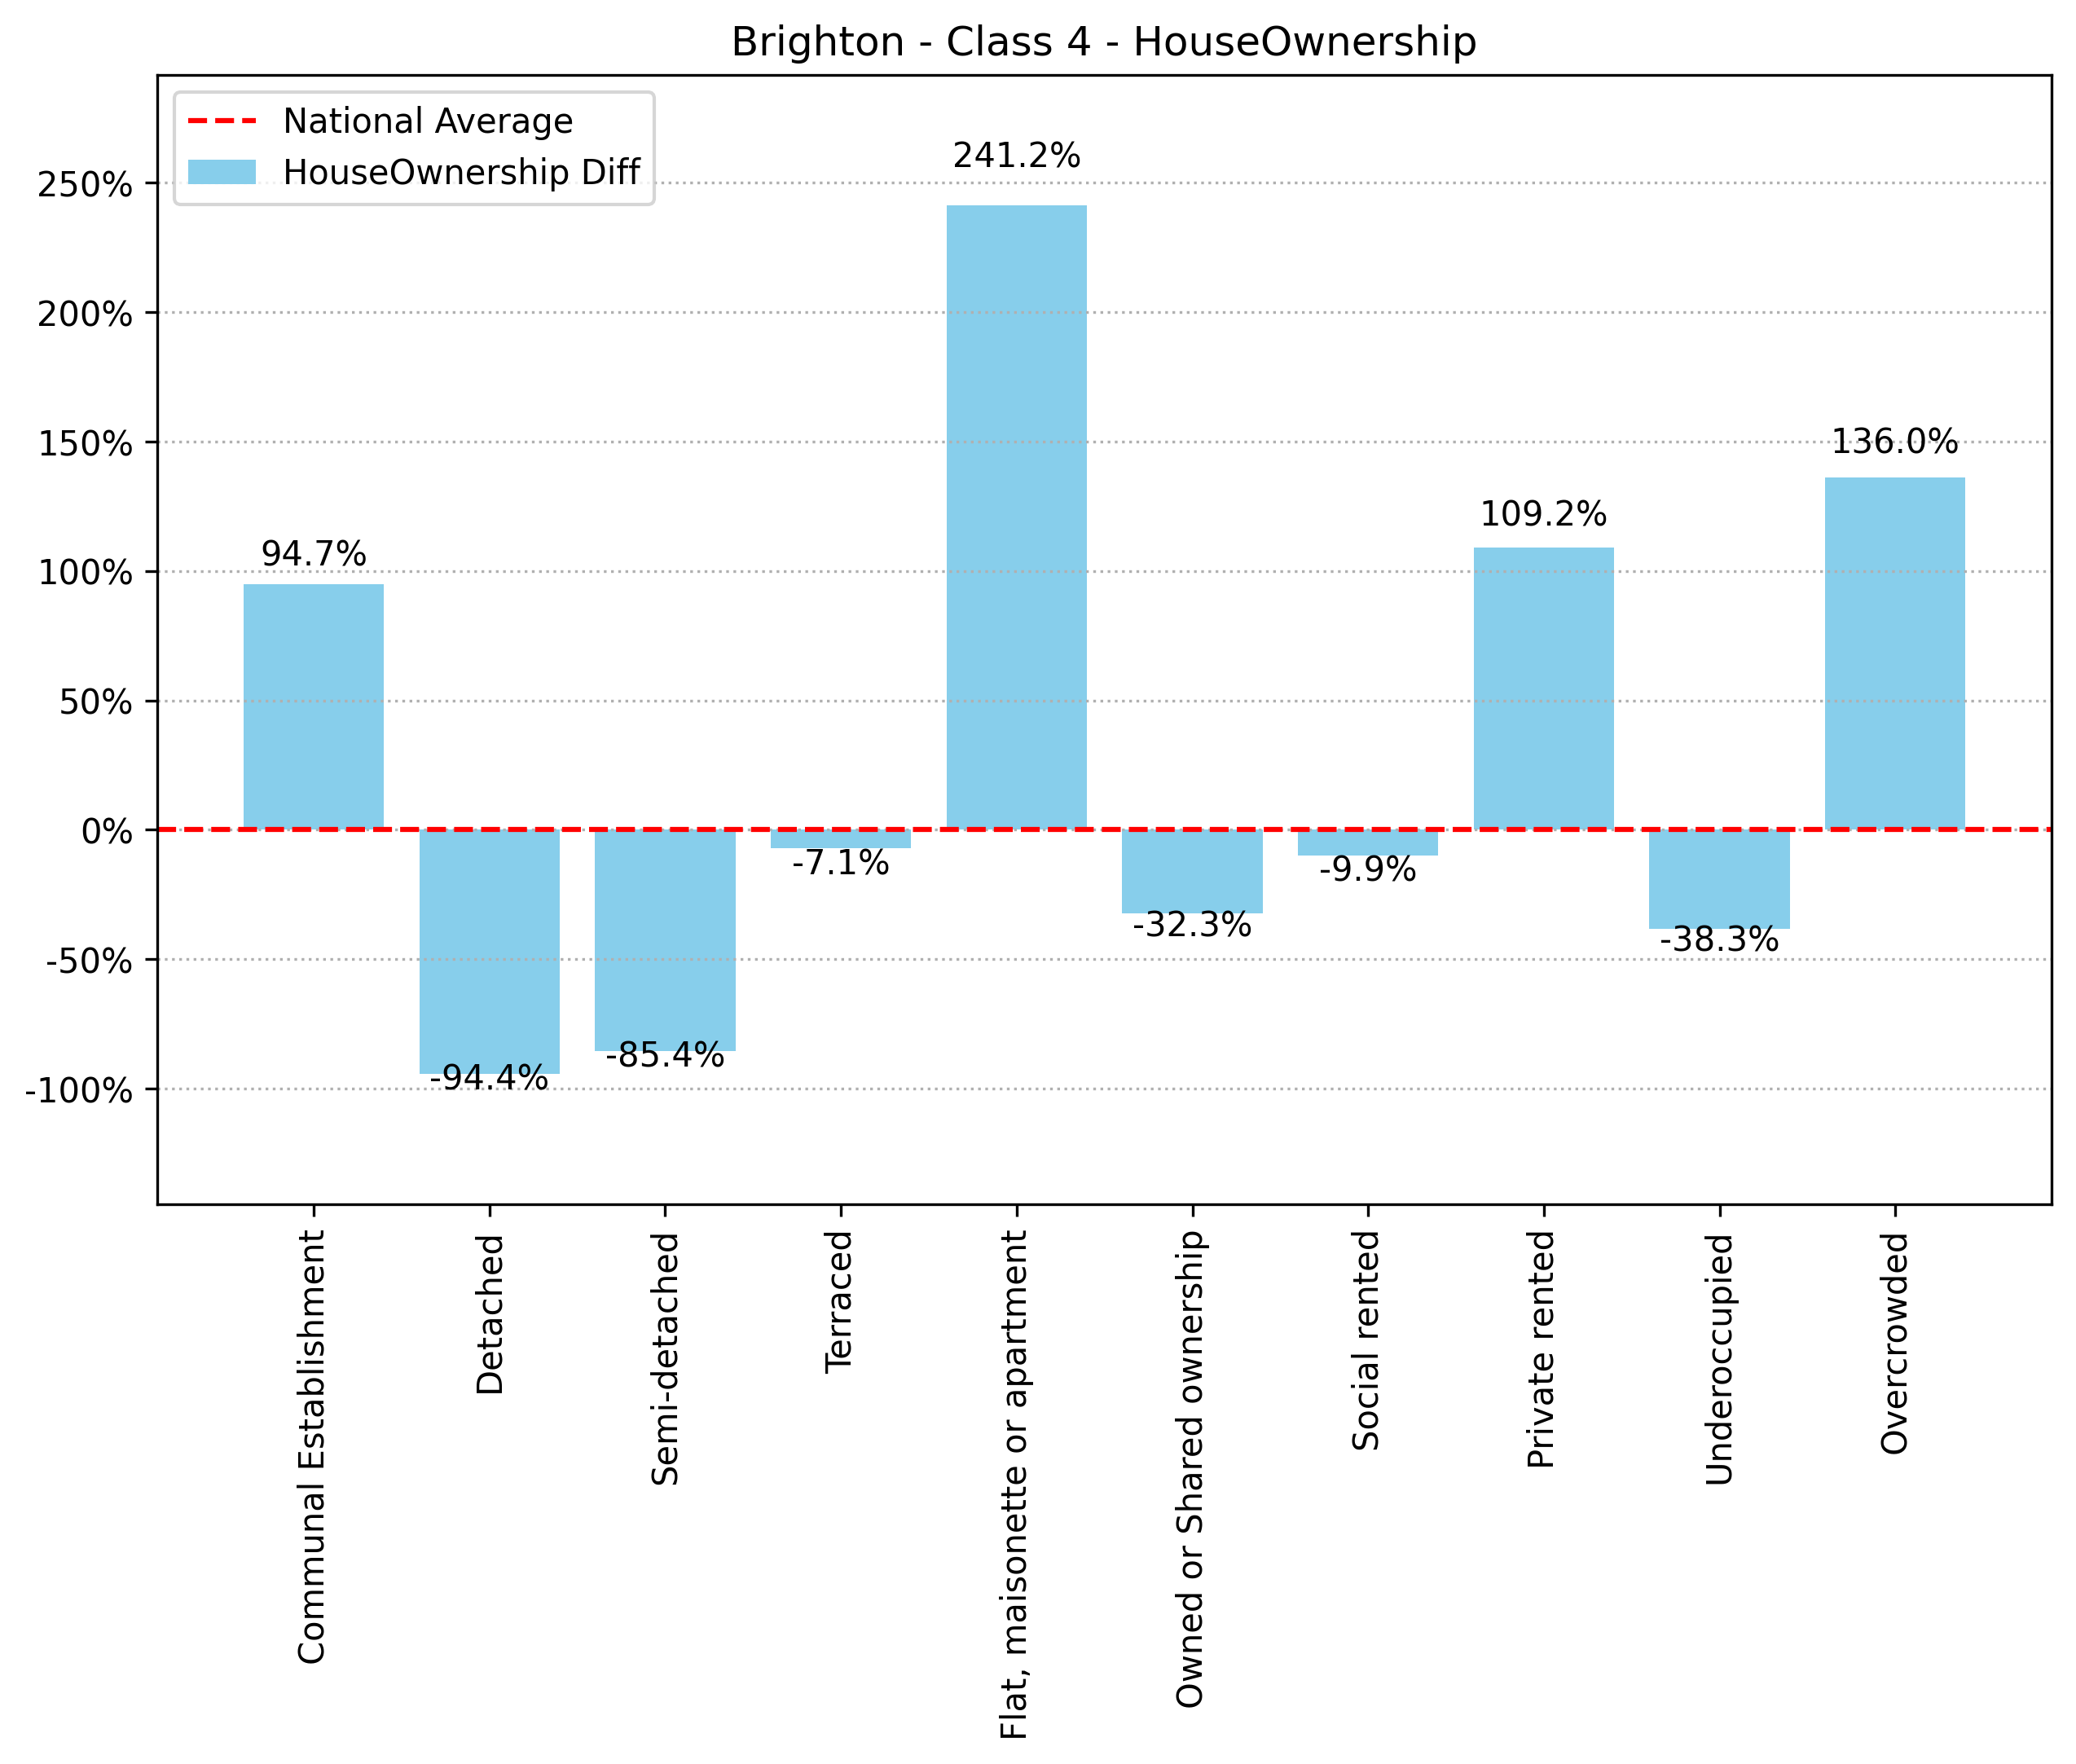 Brighton - Class 4 - HouseOwnership
National Average
HouseOwnership Diff
250%
200%
150%
100%
50%
0%
-50%
-100%
94.7%
-94.4%
-85.4%
-7.1%
241.2%
-32.3%
-9.9%
109.2%
-38.3%
136.0%
Communal Establishment
Detached
Semi-detached
Terraced
Flat, maisonette or apartment
Owned or Shared ownership
Social rented
Private rented
Underoccupied
Overcrowded